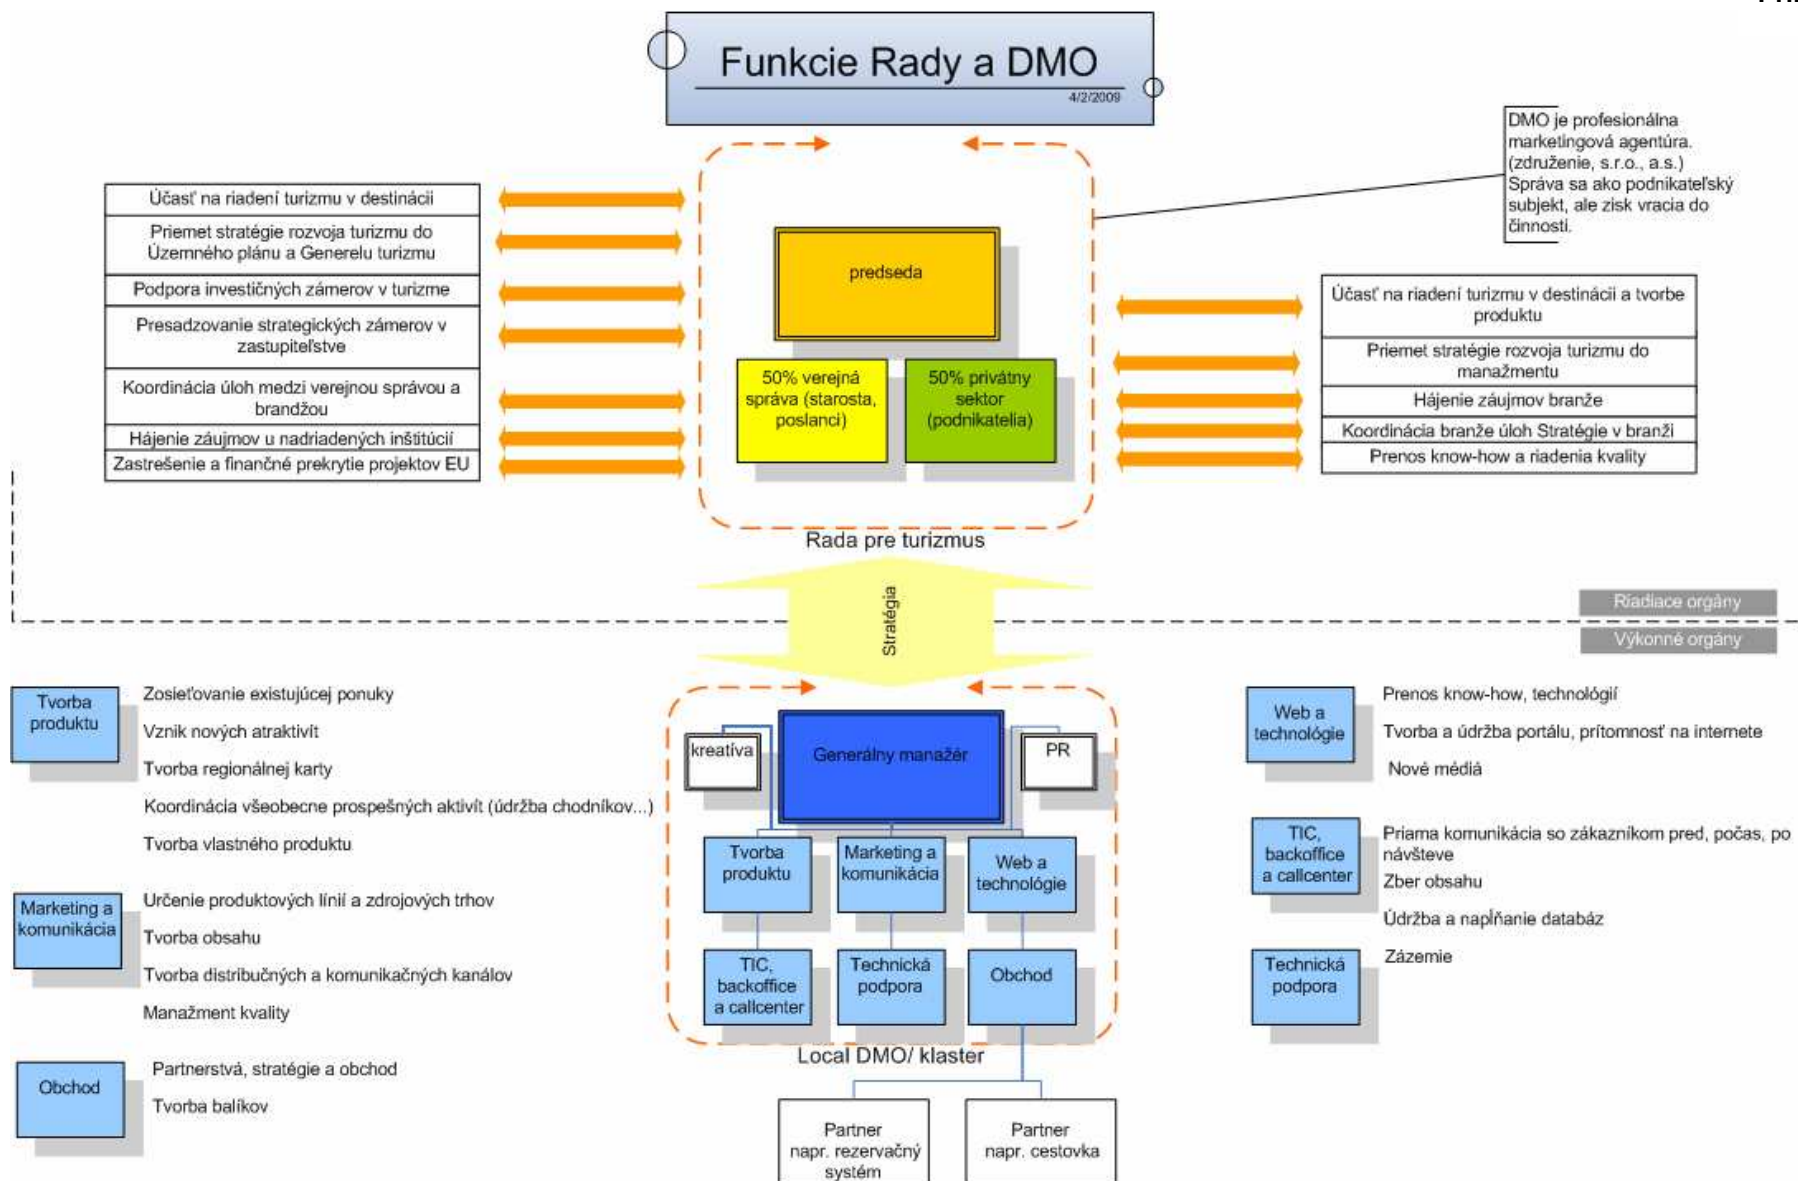 Funkcie Rady a DMO
4/2/2009
DMO je profesionálna
marketingová agentúra.
(združenie, s.r.o., a.s.)
Správa sa ako podnikateľský
subjekt, ale zisk vracia do
činnosti.
Účasť na riadení turizmu v destinácii
Priemet stratégie rozvoja turizmu do
Územného plánu a Generelu turizmu
Podpora investičných zámerov v turizme
Presadzovanie strategických zámerov v
zastupiteľstve
Koordinácia úloh medzi verejnou správou a
brandžou
Hájenie záujmov u nadriadených inštitúcií
Zastrešenie a finančné prekrytie projektov EU
predseda
50% verejná
správa (starosta,
poslanci)
50% privátny
sektor
(podnikatelia)
Účasť na riadení turizmu v destinácii a tvorbe
produktu
Priemet stratégie rozvoja turizmu do
manažmentu
Hájenie záujmov branže
Koordinácia branže úloh Stratégie v branži
Prenos know-how a riadenia kvality
Rada pre turizmus
Stratégia
Riadiace orgány
Výkonné orgány
Tvorba
produktu
Zosieťovanie existujúcej ponuky
Vznik nových atraktivít
Tvorba regionálnej karty
Koordinácia všeobecne prospešných aktivít (údržba chodníkov...)
Tvorba vlastného produktu
Marketing a
komunikácia
Určenie produktových línií a zdrojových trhov
Tvorba obsahu
Tvorba distribučných a komunikačných kanálov
Manažment kvality
Obchod
Partnerstvá, stratégie a obchod
Tvorba balíkov
kreatíva
Generálny manažér
PR
Tvorba
produktu
Marketing a
komunikácia
Web a
technológie
TIC,
backoffice
a callcenter
Technická
podpora
Obchod
Local DMO/ klaster
Partner
napr. rezervačný
systém
Partner
napr. cestovka
Web a
technológie
Prenos know-how, technológií
Tvorba a údržba portálu, prítomnosť na internete
Nové médiá
TIC,
backoffice
a callcenter
Priama komunikácia so zákazníkom pred, počas, po
návšteve
Zber obsahu
Údržba a napĺňanie databáz
Technická
podpora
Zázemie